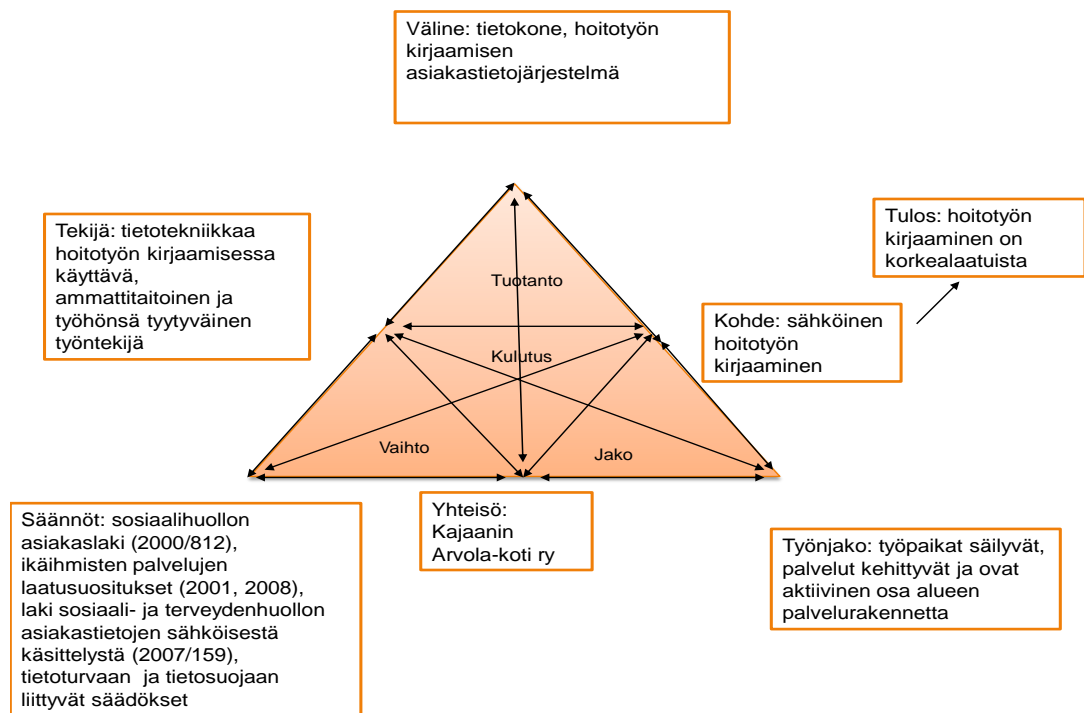 Väline: tietokone, hoitotyön
kirjaamisen
asiakastietojärjestelmä
Tekijä: tietotekniikkaa
hoitotyön kirjaamisessa
käyttävä,
ammattitaitoinen ja
työhönsä tyytyväinen
työntekijä
Tulos: hoitotyön
kirjaaminen on
korkealaatuista
Tuotanto
Kohde: sähköinen
hoitotyön
kirjaaminen
Kulutus
Vaihto
Jako
Säännöt: sosiaalihuollon
asiakaslaki (2000/812),
ikäihmisten palvelujen
laatusuositukset (2001, 2008),
laki sosiaali- ja terveydenhuollon
asiakastietojen sähköisestä
käsittelystä (2007/159),
tietoturvaan ja tietosuojaan
liittyvät säädökset
Yhteisö:
Kajaanin
Arvola-koti ry
Työnjako: työpaikat säilyvät,
palvelut kehittyvät ja ovat
aktiivinen osa alueen
palvelurakennetta